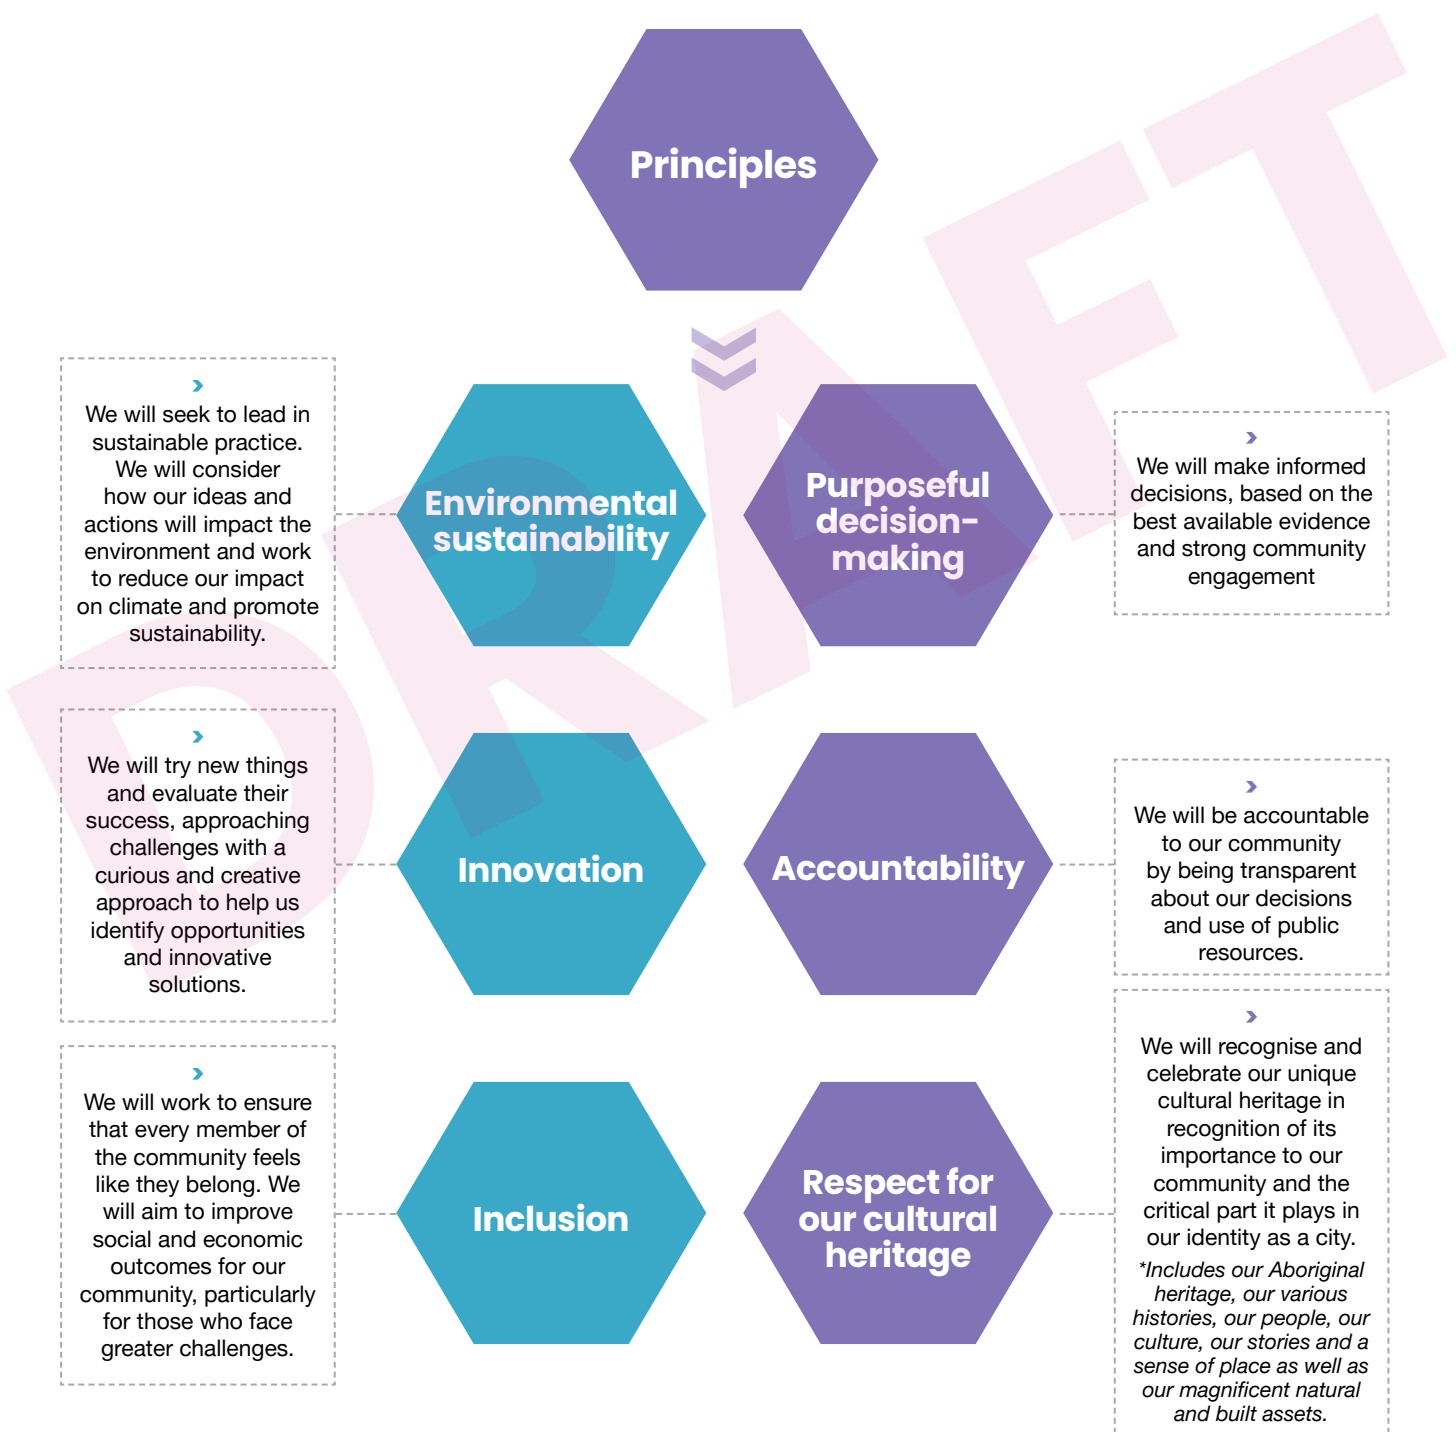 Principles
›
We will seek to lead in
sustainable practice.
We will consider
how our ideas and
actions will impact the
environment and work
to reduce our impact
on climate and promote
sustainability.
Environmental
sustainability
Purposeful
decision-
making
›
We will make informed
decisions, based on the
best available evidence
and strong community
engagement
›
We will try new things
and evaluate their
success, approaching
challenges with a
curious and creative
approach to help us
identify opportunities
and innovative
solutions.
Innovation
Accountability
›
We will be accountable
to our community
by being transparent
about our decisions
and use of public
resources.
›
We will work to ensure
that every member of
the community feels
like they belong. We
will aim to improve
social and economic
outcomes for our
community, particularly
for those who face
greater challenges.
Inclusion
Respect for
our cultural
heritage
›
We will recognise and
celebrate our unique
cultural heritage in
recognition of its
importance to our
community and the
critical part it plays in
our identity as a city.
*Includes our Aboriginal
heritage, our various
histories, our people, our
culture, our stories and a
sense of place as well as
our magnificent natural
and built assets.
DRAFT